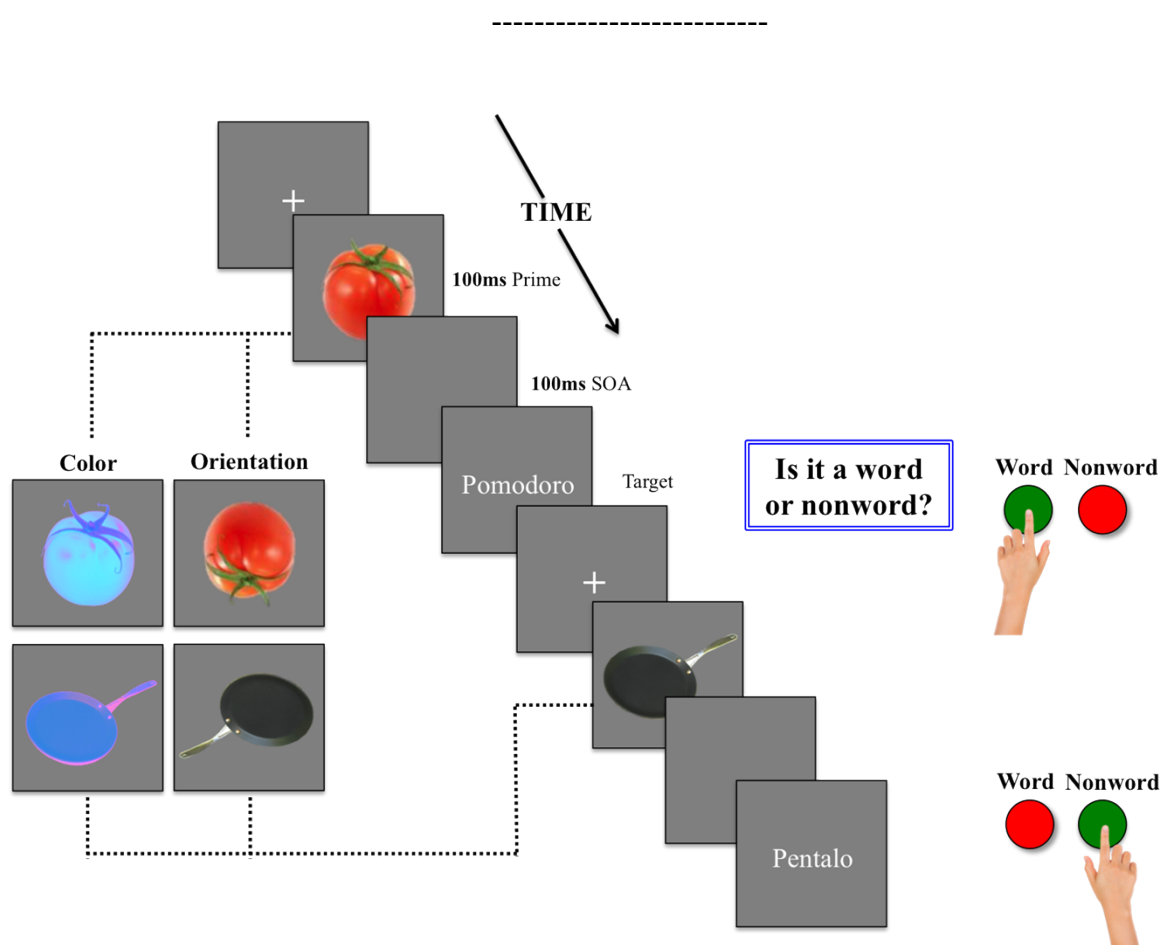 TIME
100ms Prime
100ms SOA
Color
Orientation
Pomodoro
Target
Is it a word
or nonword?
Word Nonword
Word Nonword
Pentalo